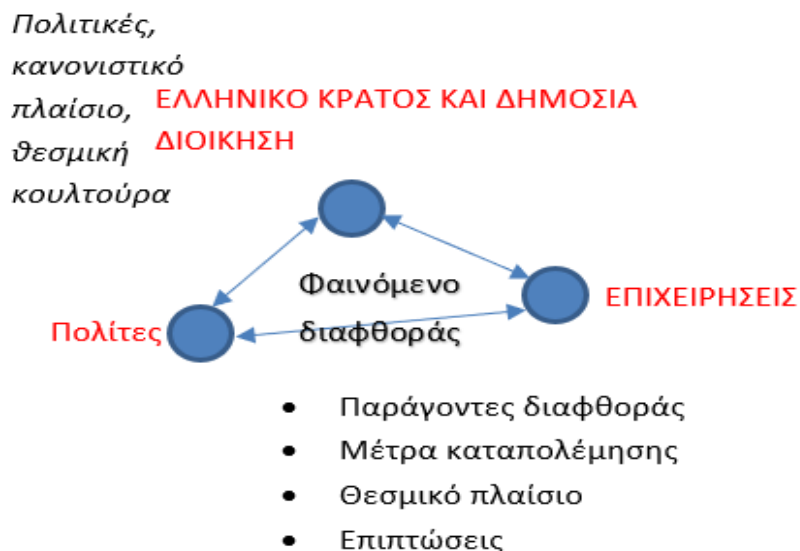 Πολιτικές,
κανονιστικό
πλαίσιο,
θεσμική
κουλτούρα
ΕΛΛΗΝΙΚΟ ΚΡΑΤΟΣ ΚΑΙ ΔΗΜΟΣΙΑ
ΔΙΟΙΚΗΣΗ
Φαινόμενο
διαφθοράς
ΕΠΙΧΕΙΡΗΣΕΙΣ
Πολίτες
• Παράγοντες διαφθοράς
• Μέτρα καταπολέμησης
• Θεσμικό πλαίσιο
• Επιπτώσεις